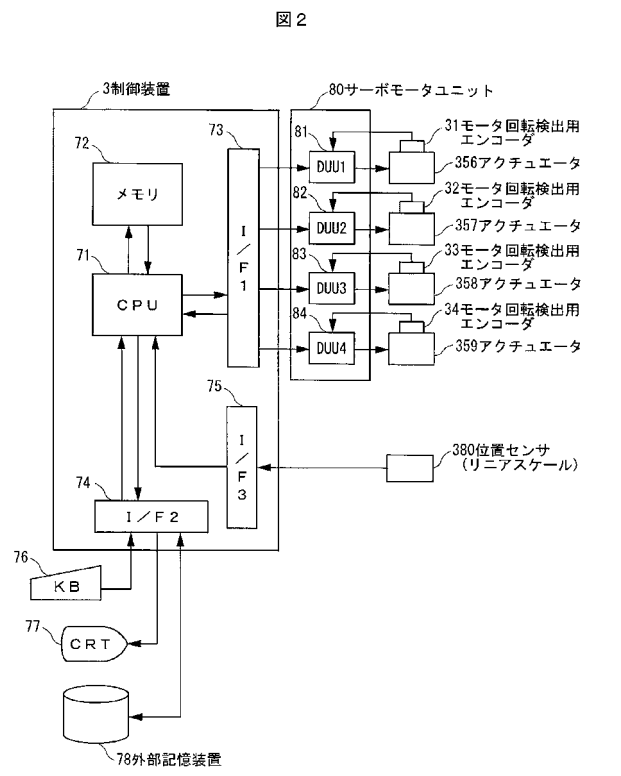 図2
3制御装置
80サーボモータユニット
73
81
DUU1
31モータ回転検出用
エンコーダ
356アクチュエータ
72
メモリ
82
DUU2
32モータ回転検出用
エンコーダ
357アクチュエータ
I/F1
71
CPU
83
DUU3
33モータ回転検出用
エンコーダ
358アクチュエータ
84
DUU4
34モータ回転検出用
エンコーダ
359アクチュエータ
75
I/F3
380位置センサ
(リニアスケール)
74
I/F2
76
KB
77
CRT
78外部記憶装置